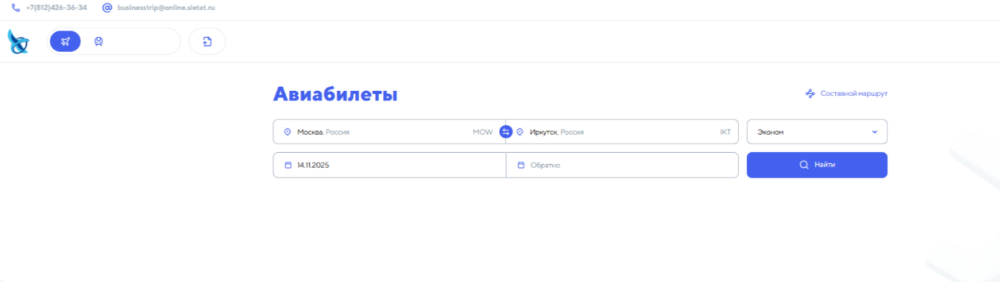 +7(812)426-36-34 businesstrip@online.sletat.ru
Авиабилеты
Составной маршрут
Москва, Россия MOW Иркутск, Россия IKT Эконом
14.11.2025 Обратно Найти